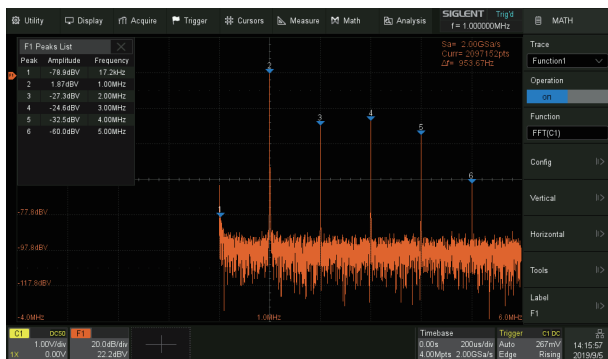 Utility Display Acquire Trigger Cursors Measure Math Analysis SIGLENT Trig'd
f = 1.000000MHz
MATH
F1 Peaks List
Peak Amplitude Frequency
1 -78.9dBV 17.2kHz
2 1.87dBV 1.00MHz
3 -27.3dBV 2.00MHz
4 -24.6dBV 3.00MHz
5 -32.5dBV 4.00MHz
6 -60.0dBV 5.00MHz
Sa= 2.00GSa/s
Curr= 2097152pts
Δf= 953.67Hz
2
3
4
5
6
1
-77.8dBV
-97.8dBV
-117.8dBV
-4.0MHz 1.0MHz 6.0MHz
Trace
Function1
Operation
on
Function
FFT(C1)
Config
Vertical
Horizontal
Tools
Label
F1
C1 DC50
1.00V/div
1X 0.00V
F1
20.0dB/div
22.2dBV
Timebase
0.00s 200us/div
4.00Mpts 2.00GSa/s
Trigger C1 DC
Auto 267mV
Edge Rising
14:15:57
2019/9/5